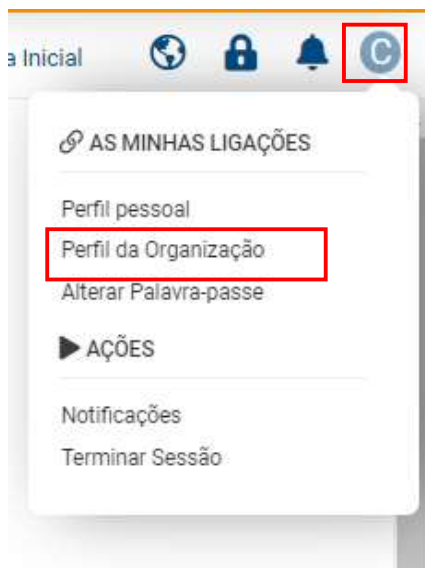 a Inicial C
AS MINHAS LIGAÇÕES
Perfil pessoal
Perfil da Organização
Alterar Palavra-passe
AÇÕES
Notificações
Terminar Sessão